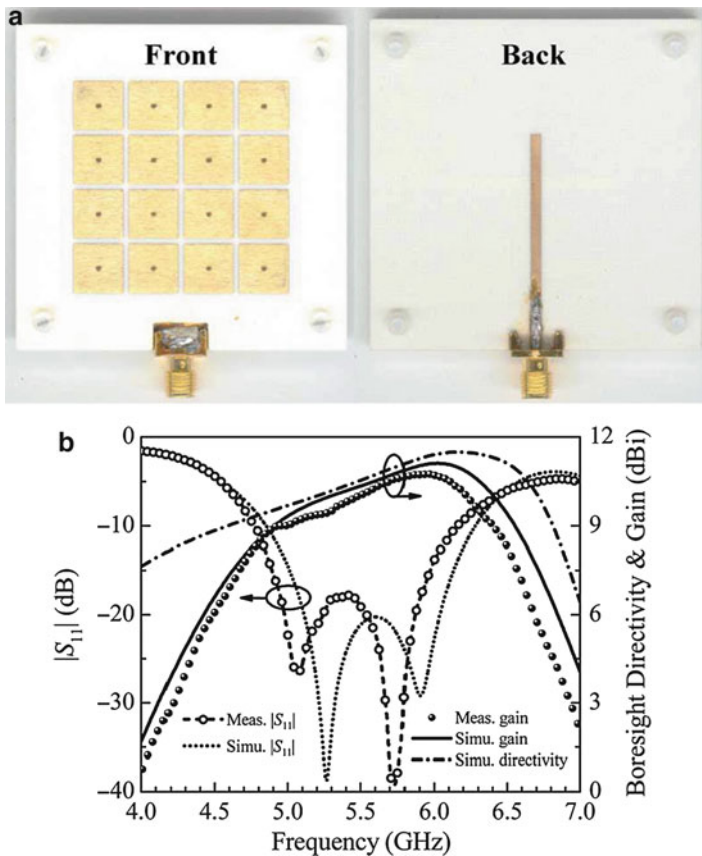 a
Front
Back
b
0
-10
-20
-30
-40
|S₁₁| (dB)
12
9
6
3
0
Boresight Directivity & Gain (dBi)
Meas. |S₁₁|
Simu. |S₁₁|
Meas. gain
Simu. gain
Simu. directivity
4.0 4.5 5.0 5.5 6.0 6.5 7.0
Frequency (GHz)